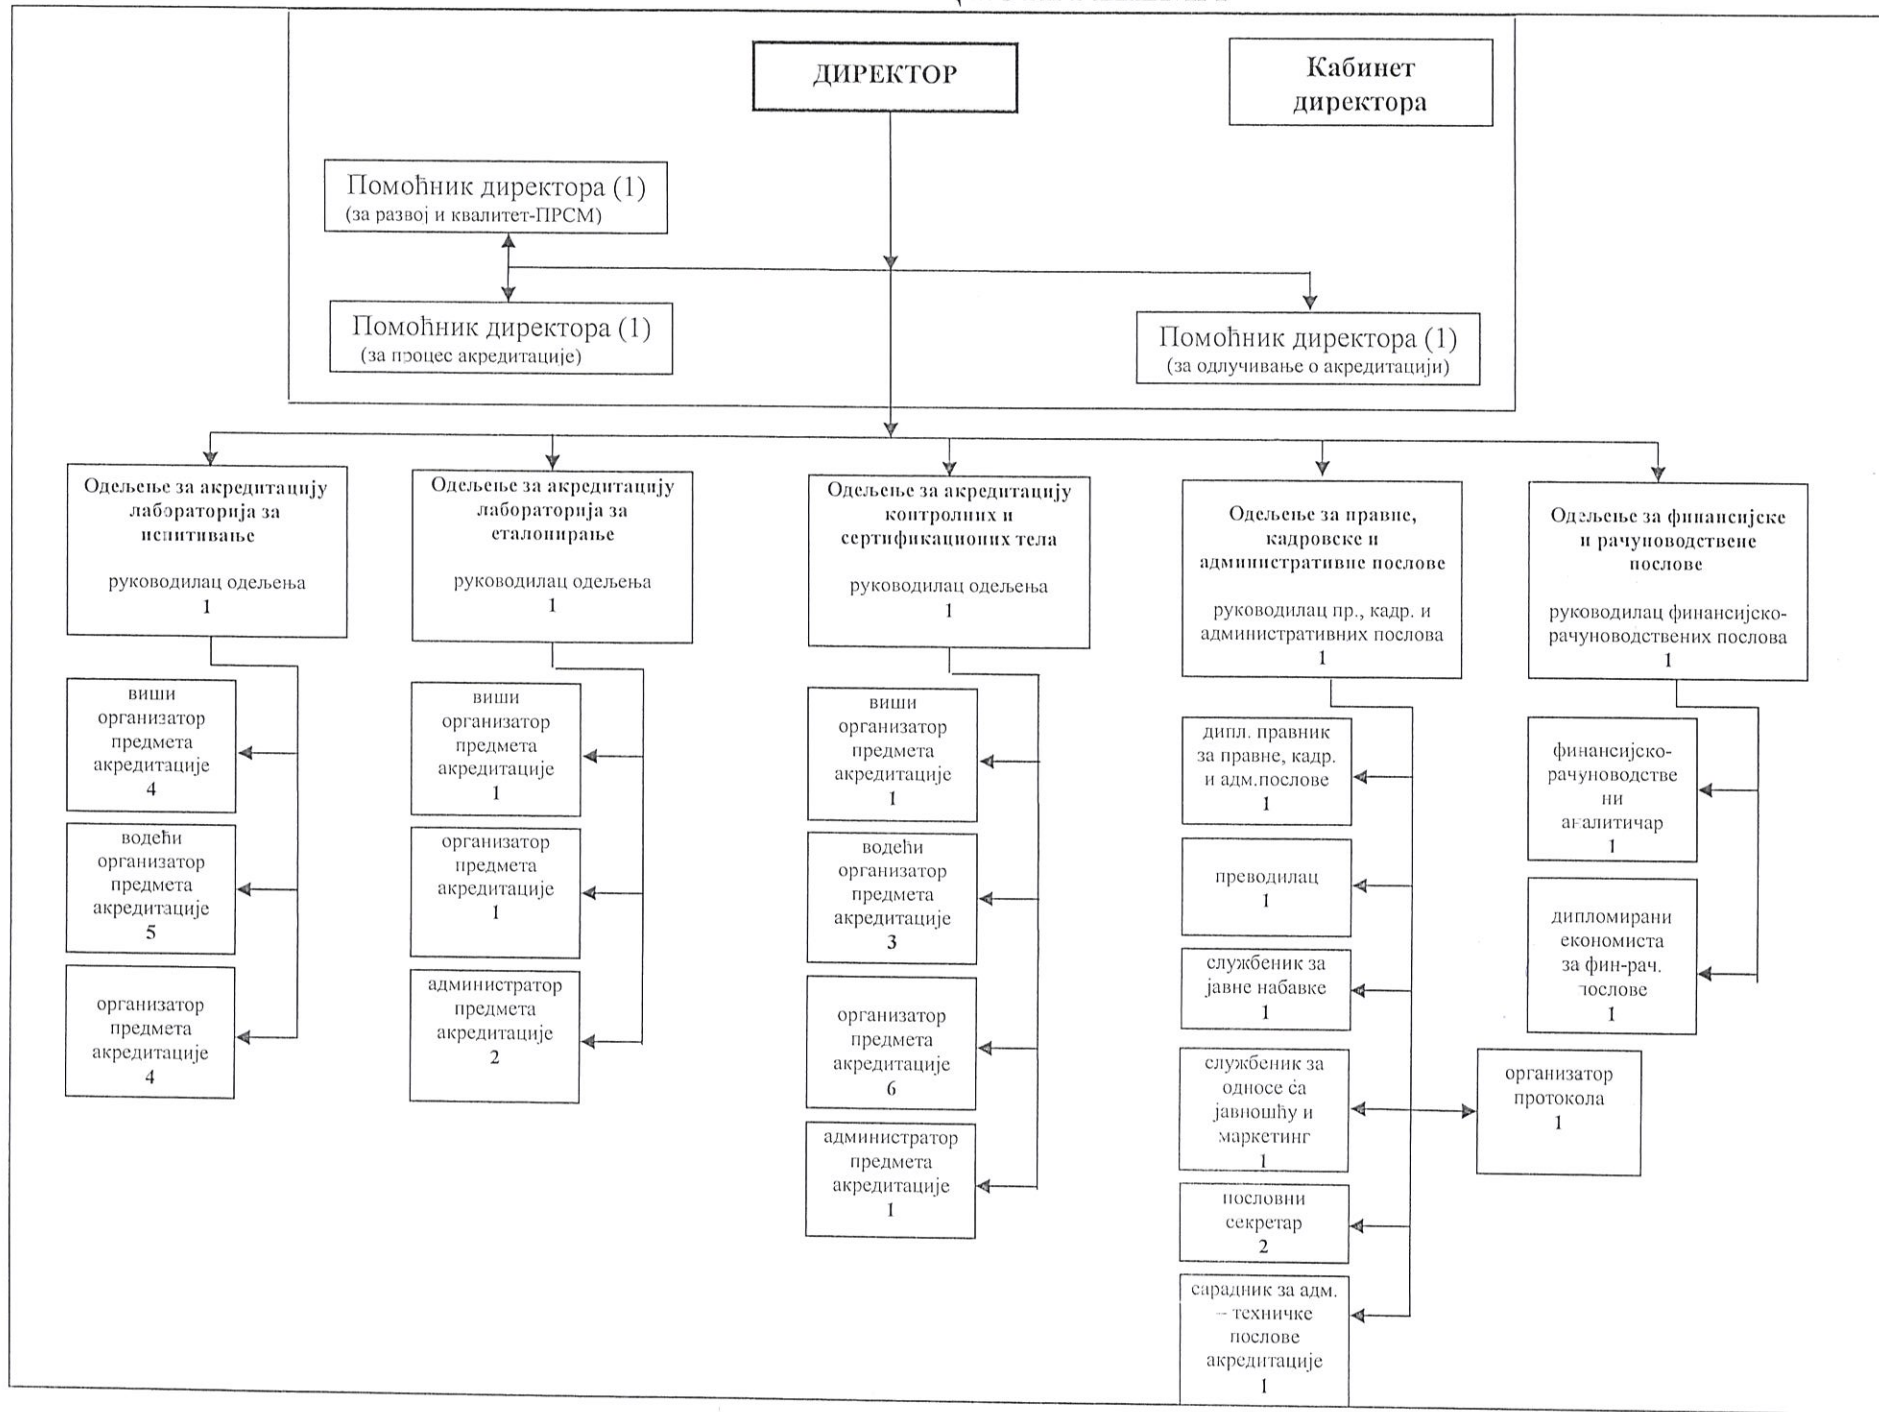 ДИРЕКТОР
Кабинет
директора
Помоћник директора (1)
(за развој и квалитет-ПРСМ)
Помоћник директора (1)
(за процес акредитације)
Помоћник директора (1)
(за одлучивање о акредитацији)
Одељење за акредитацију
лабораторија за
испитивање
руководилац одељења
1
виши
организатор
предмета
акредитације
4
водећи
организатор
предмета
акредитације
5
организатор
предмета
акредитације
4
Одељење за акредитацију
лабораторија за
еталонирање
руководилац одељења
1
виши
организатор
предмета
акредитације
1
организатор
предмета
акредитације
1
администратор
предмета
акредитације
2
Одељење за акредитацију
контролних и
сертификационих тела
руководилац одељења
1
виши
организатор
предмета
акредитације
1
водећи
организатор
предмета
акредитације
3
организатор
предмета
акредитације
6
администратор
предмета
акредитације
1
Одељење за правне,
кадровске и
административне послове
руководилац пр., кадр. и
административних послова
1
дипл. правник
за правне, кадр.
и адм.послове
1
преводилац
1
службеник за
јавне набавке
1
службеник за
односе са
јавношћу и
маркетинг
1
организатор
протокола
1
пословни
секретар
2
сарадник за адм.
– техничке
послове
акредитације
1
Одељење за финансијске
и рачуноводствене
послове
руководилац финансијско-
рачуноводствених послова
1
финансијско-
рачуноводстве
ни
аналитичар
1
дипломирани
економиста
за фин-рач.
послове
1